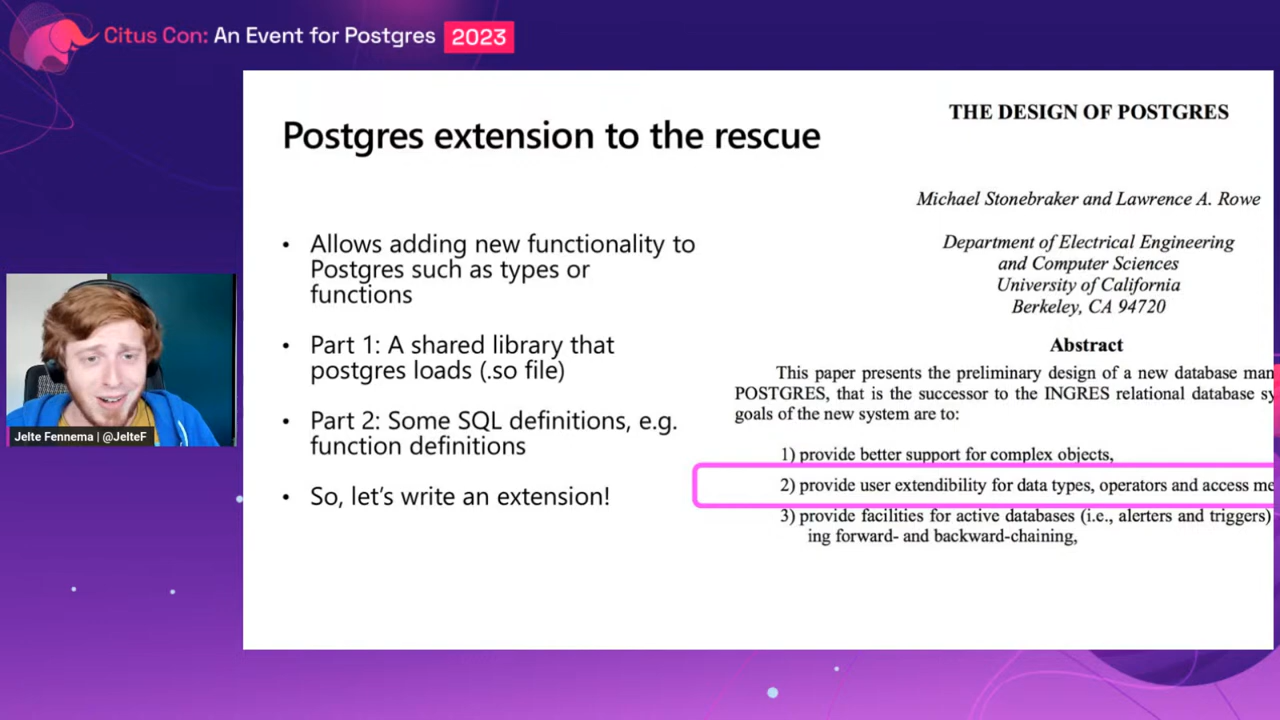 Citus Con: An Event for Postgres 2023
Postgres extension to the rescue
• Allows adding new functionality to
Postgres such as types or
functions
• Part 1: A shared library that
postgres loads (.so file)
• Part 2: Some SQL definitions, e.g.
function definitions
• So, let's write an extension!
THE DESIGN OF POSTGRES
Michael Stonebraker and Lawrence A. Rowe
Department of Electrical Engineering
and Computer Sciences
University of California
Berkeley, CA 94720
Abstract
This paper presents the preliminary design of a new database man
POSTGRES, that is the successor to the INGRES relational database sy
goals of the new system are to:
1) provide better support for complex objects,
2) provide user extendibility for data types, operators and access me
3) provide facilities for active databases (i.e., alerters and triggers)
ing forward- and backward-chaining,
Jelte Fennema | @JelteF